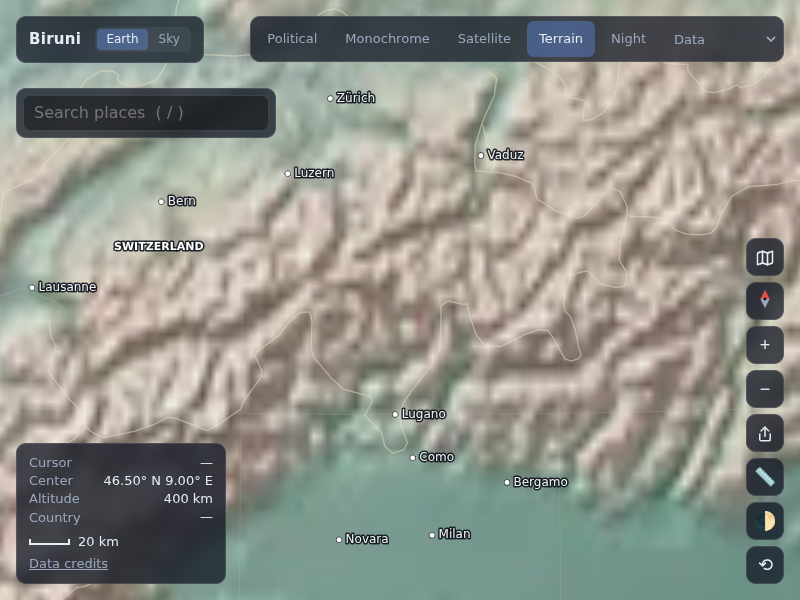 Biruni
Earth
Sky
Political
Monochrome
Satellite
Terrain
Night
Data
Search places ( / )
Zürich
Vaduz
Luzern
Bern
SWITZERLAND
Lausanne
Lugano
Como
Bergamo
Novara
Milan
Cursor —
Center 46.50° N 9.00° E
Altitude 400 km
Country —
20 km
Data credits